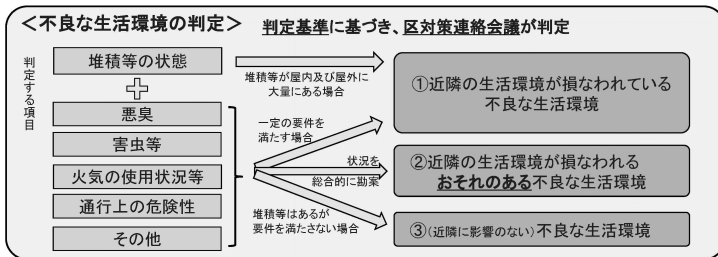 ＜不良な生活環境の判定＞
判定基準に基づき、区対策連絡会議が判定
判定する項目
堆積等の状態
悪臭
害虫等
火気の使用状況等
通行上の危険性
その他
堆積等が屋内及び屋外に
大量にある場合
一定の要件を
満たす場合
状況を
総合的に勘案
堆積等はあるが
要件を満たさない場合
①近隣の生活環境が損なわれている
不良な生活環境
②近隣の生活環境が損なわれる
おそれのある不良な生活環境
③(近隣に影響のない)不良な生活環境